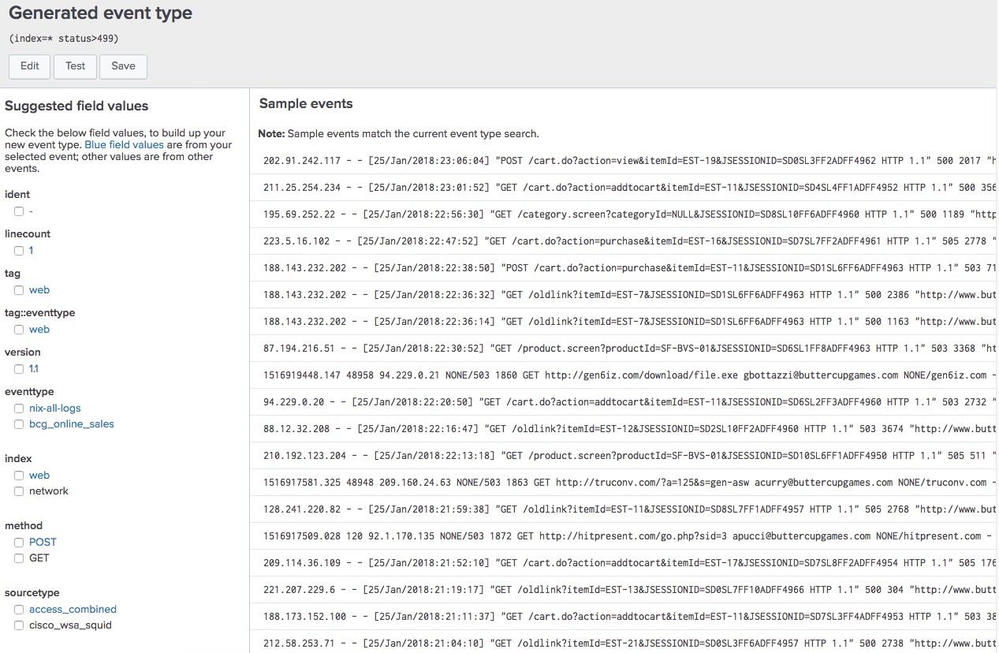 Generated event type
(index=* status>499)
Edit Test Save
Suggested field values
Check the below field values, to build up your
new event type. Blue field values are from your
selected event; other values are from other
events.
ident
-
linecount
1
tag
web
tag::eventtype
web
version
1.1
eventtype
nix-all-logs
bcg_online_sales
index
web
network
method
POST
GET
sourcetype
access_combined
cisco_wsa_squid
Sample events
Note: Sample events match the current event type search.
202.91.242.117 - - [25/Jan/2018:23:06:04] "POST /cart.do?action=view&itemId=EST-19&JSESSIONID=SD0SL3FF2ADFF4962 HTTP 1.1" 500 2017 "h
211.25.254.234 - - [25/Jan/2018:23:01:52] "GET /cart.do?action=addtocart&itemId=EST-11&JSESSIONID=SD4SL4FF1ADFF4952 HTTP 1.1" 500 356
195.69.252.22 - - [25/Jan/2018:22:56:30] "GET /category.screen?categoryId=NULL&JSESSIONID=SD8SL10FF6ADFF4960 HTTP 1.1" 500 1189 "http
223.5.16.102 - - [25/Jan/2018:22:47:52] "GET /cart.do?action=purchase&itemId=EST-16&JSESSIONID=SD7SL7FF2ADFF4961 HTTP 1.1" 505 2778 "
188.143.232.202 - - [25/Jan/2018:22:38:50] "POST /cart.do?action=purchase&itemId=EST-11&JSESSIONID=SD1SL6FF6ADFF4963 HTTP 1.1" 503 71
188.143.232.202 - - [25/Jan/2018:22:36:32] "GET /oldlink?itemId=EST-7&JSESSIONID=SD1SL6FF6ADFF4963 HTTP 1.1" 500 2386 "http://www.but
188.143.232.202 - - [25/Jan/2018:22:36:14] "GET /oldlink?itemId=EST-7&JSESSIONID=SD1SL6FF6ADFF4963 HTTP 1.1" 500 1163 "http://www.but
87.194.216.51 - - [25/Jan/2018:22:30:52] "GET /product.screen?productId=SF-BVS-01&JSESSIONID=SD6SL1FF8ADFF4963 HTTP 1.1" 503 3368 "ht
1516919448.147 48958 94.229.0.21 NONE/503 1860 GET http://gen6iz.com/download/file.exe gbottazzi@buttercupgames.com NONE/gen6iz.com -
94.229.0.20 - - [25/Jan/2018:22:20:50] "GET /cart.do?action=addtocart&itemId=EST-11&JSESSIONID=SD6SL2FF3ADFF4960 HTTP 1.1" 503 2732 "
88.12.32.208 - - [25/Jan/2018:22:16:47] "GET /oldlink?itemId=EST-12&JSESSIONID=SD2SL10FF2ADFF4960 HTTP 1.1" 503 3674 "http://www.butt
210.192.123.204 - - [25/Jan/2018:22:13:18] "GET /product.screen?productId=SF-BVS-01&JSESSIONID=SD10SL6FF1ADFF4950 HTTP 1.1" 505 511 "
1516917581.325 48948 209.160.24.63 NONE/503 1863 GET http://truconv.com/?a=125&s=gen-asw acurry@buttercupgames.com NONE/truconv.com -
128.241.220.82 - - [25/Jan/2018:21:59:38] "GET /oldlink?itemId=EST-11&JSESSIONID=SD8SL7FF1ADFF4957 HTTP 1.1" 505 2768 "http://www.but
1516917509.028 120 92.1.170.135 NONE/503 1872 GET http://hitpresent.com/go.php?sid=3 apucci@buttercupgames.com NONE/hitpresent.com -
209.114.36.109 - - [25/Jan/2018:21:52:10] "GET /cart.do?action=addtocart&itemId=EST-17&JSESSIONID=SD7SL8FF2ADFF4954 HTTP 1.1" 505 176
221.207.229.6 - - [25/Jan/2018:21:19:17] "GET /oldlink?itemId=EST-13&JSESSIONID=SD0SL7FF10ADFF4966 HTTP 1.1" 500 304 "http://www.butt
188.173.152.100 - - [25/Jan/2018:21:11:37] "GET /cart.do?action=addtocart&itemId=EST-11&JSESSIONID=SD7SL3FF4ADFF4953 HTTP 1.1" 503 38
212.58.253.71 - - [25/Jan/2018:21:04:10] "GET /oldlink?itemId=EST-21&JSESSIONID=SD0SL3FF6ADFF4957 HTTP 1.1" 500 2738 "http://www.butt